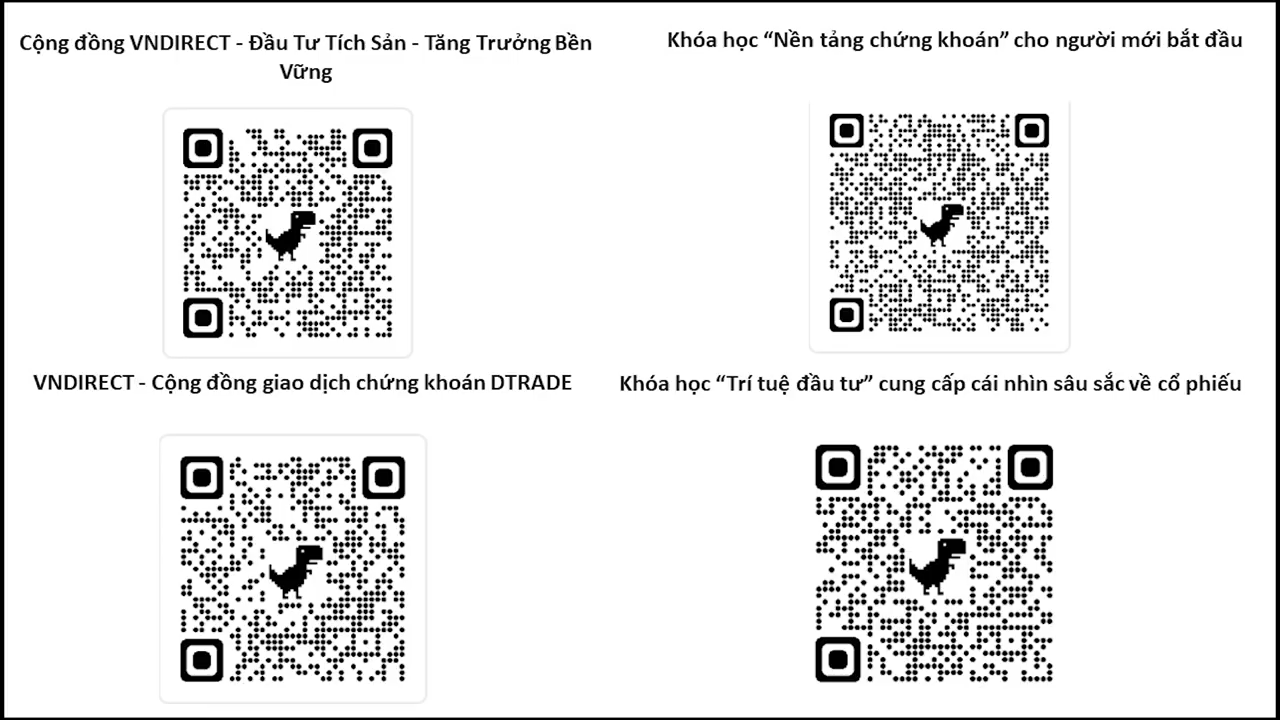 Cộng đồng VNDIRECT - Đầu Tư Tích Sản - Tăng Trưởng Bền
Vững
Khóa học “Nền tảng chứng khoán” cho người mới bắt đầu
VNDIRECT - Cộng đồng giao dịch chứng khoán DTRADE
Khóa học “Trí tuệ đầu tư” cung cấp cái nhìn sâu sắc về cổ phiếu